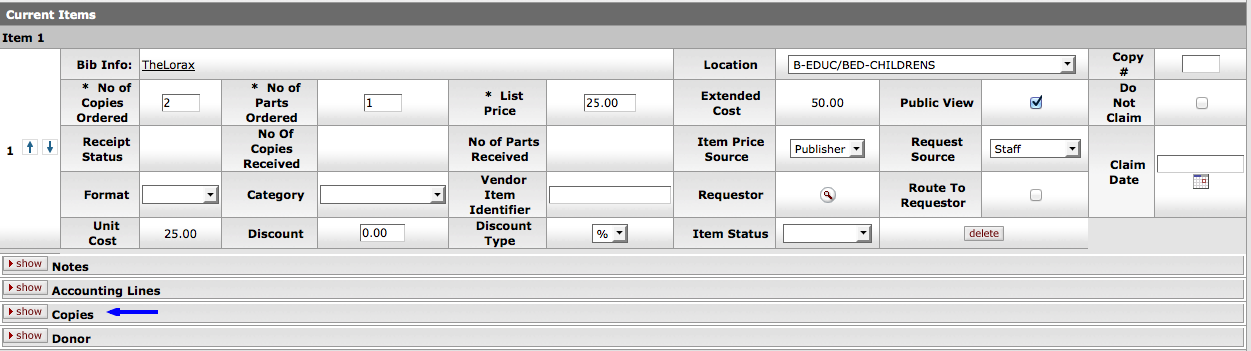 Current Items
Item 1
Bib Info: TheLorax Location B-EDUC/BED-CHILDRENS Copy #
* No of Copies Ordered 2 * No of Parts Ordered 1 * List Price 25.00 Extended Cost 50.00 Public View Do Not Claim
1 Receipt Status No Of Copies Received No of Parts Received Item Price Source Publisher Request Source Staff Claim Date
Format Category Vendor Item Identifier Requestor Route To Requestor
Unit Cost 25.00 Discount 0.00 Discount Type % Item Status delete
show Notes
show Accounting Lines
show Copies
show Donor